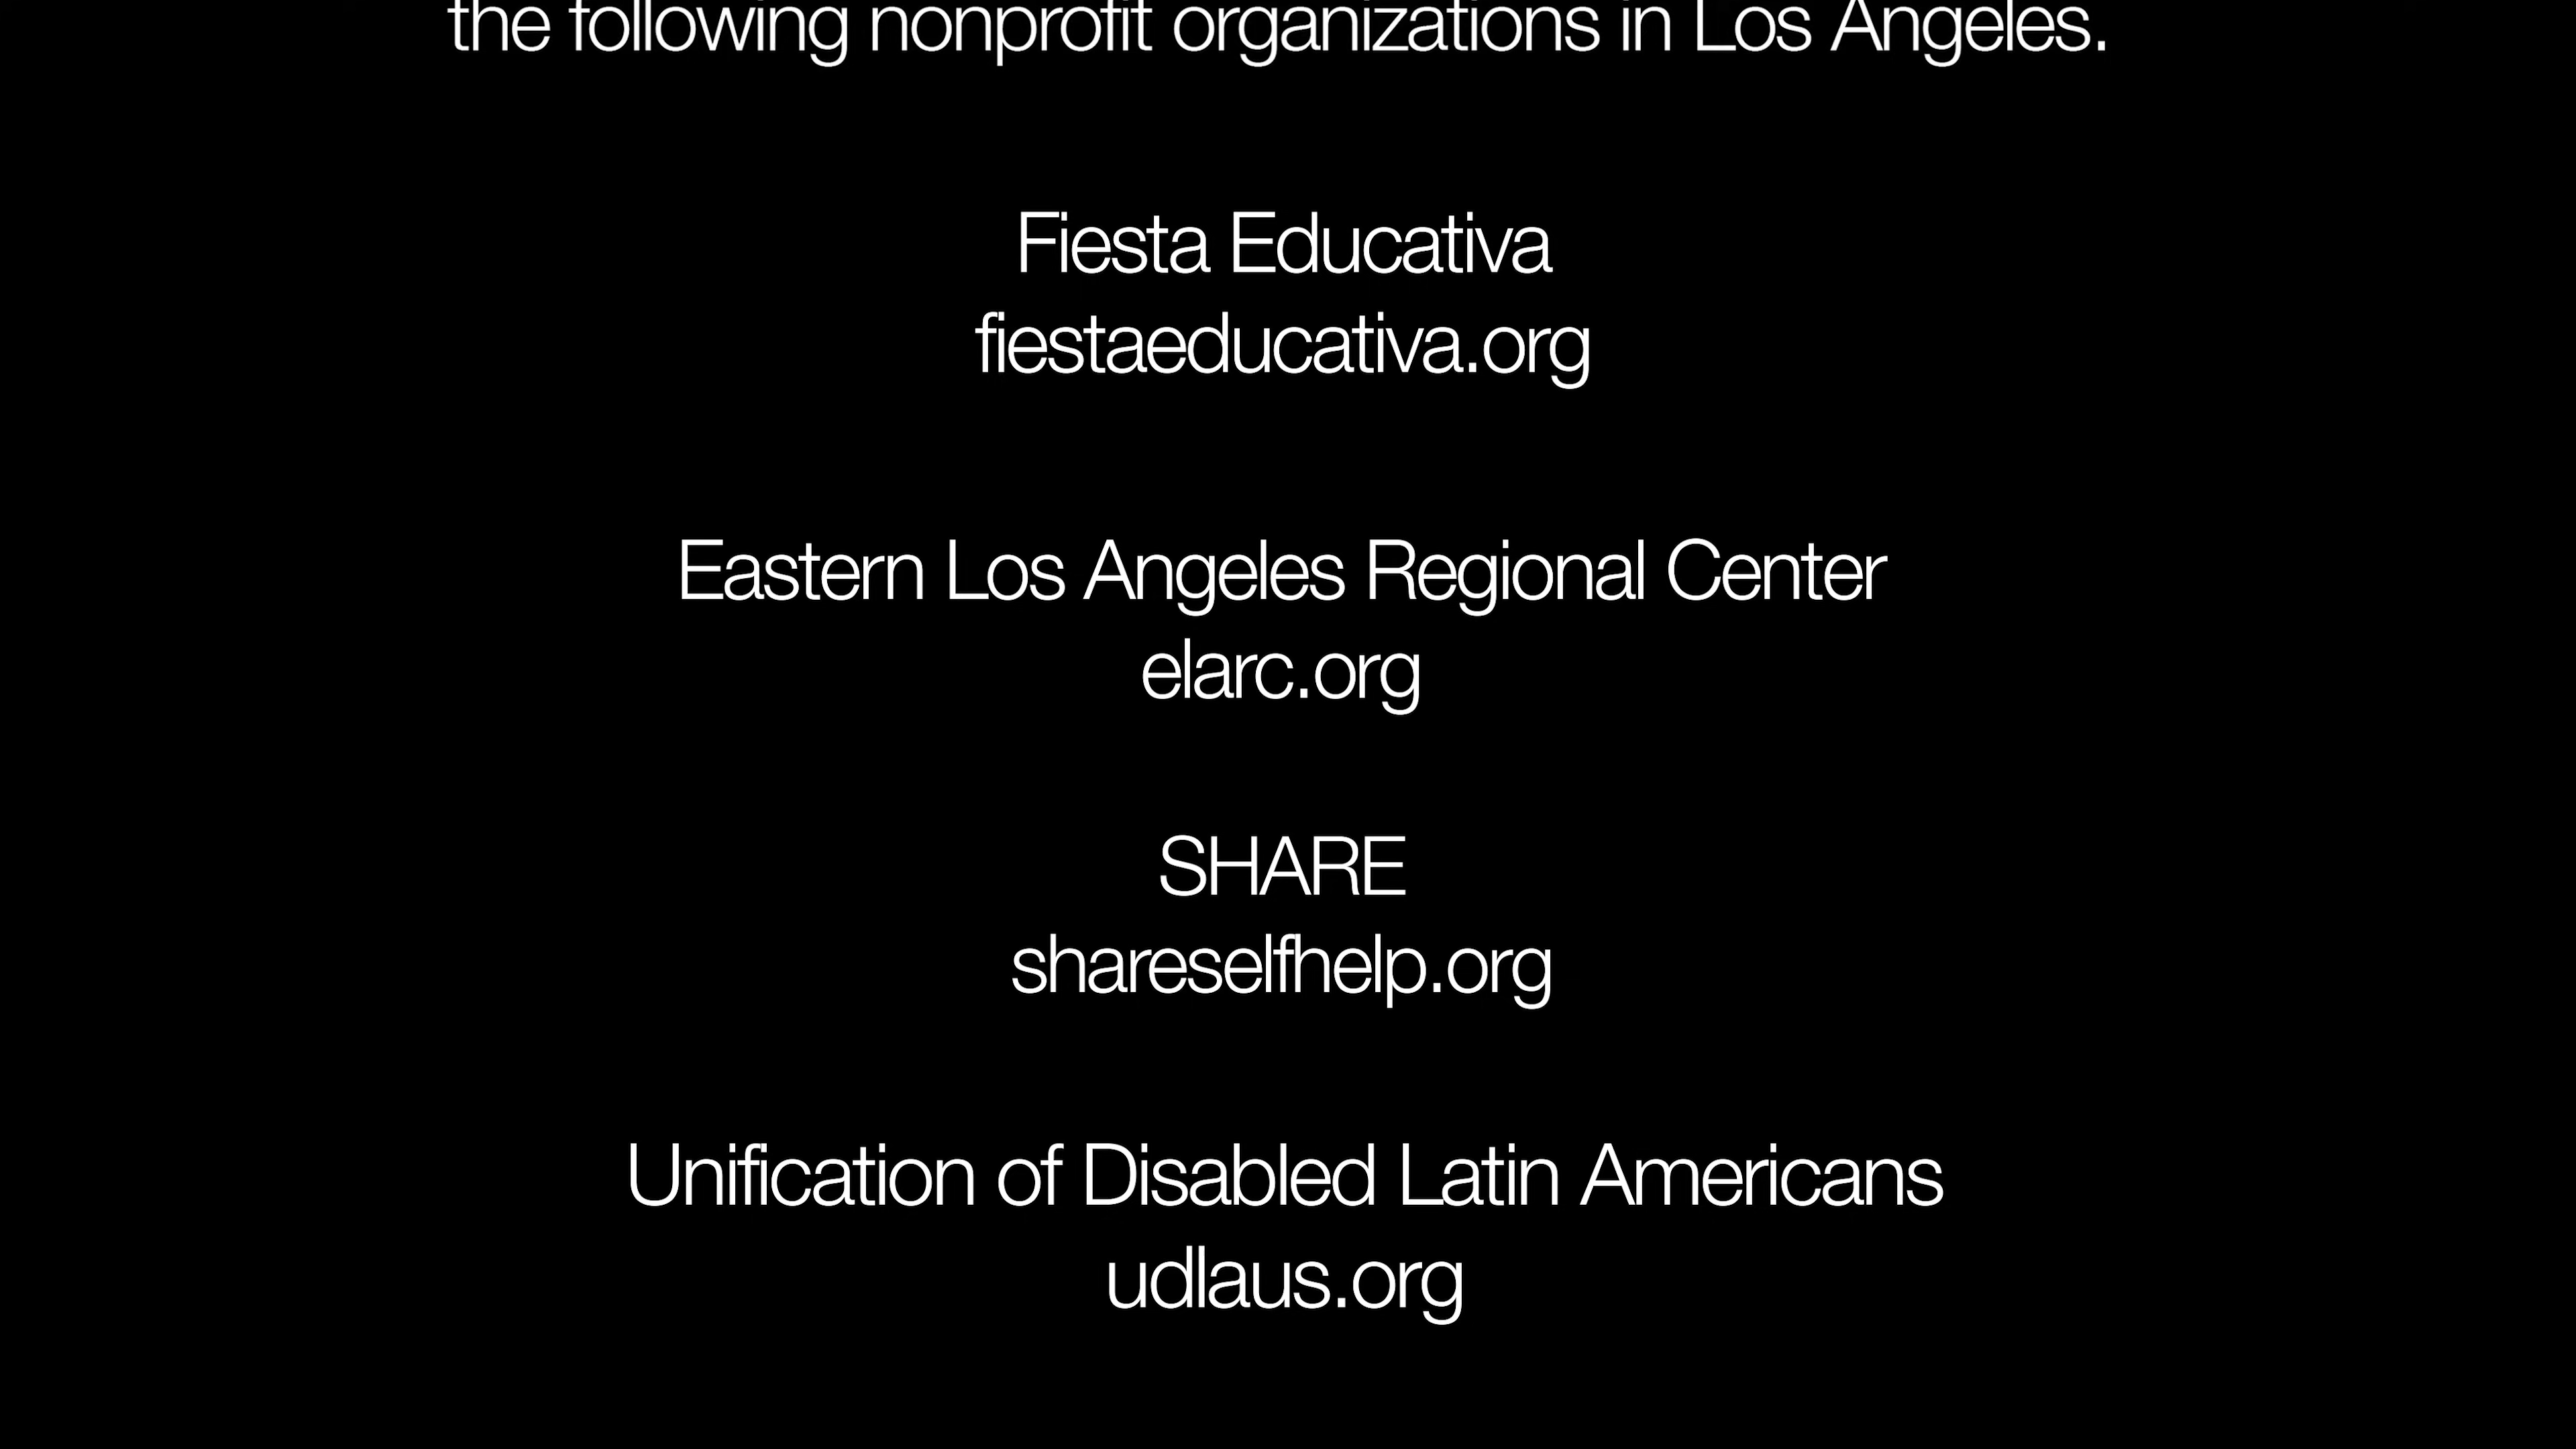 the following nonprofit organizations in Los Angeles.
Fiesta Educativa
fiestaeducativa.org
Eastern Los Angeles Regional Center
elarc.org
SHARE
shareselfhelp.org
Unification of Disabled Latin Americans
udlaus.org